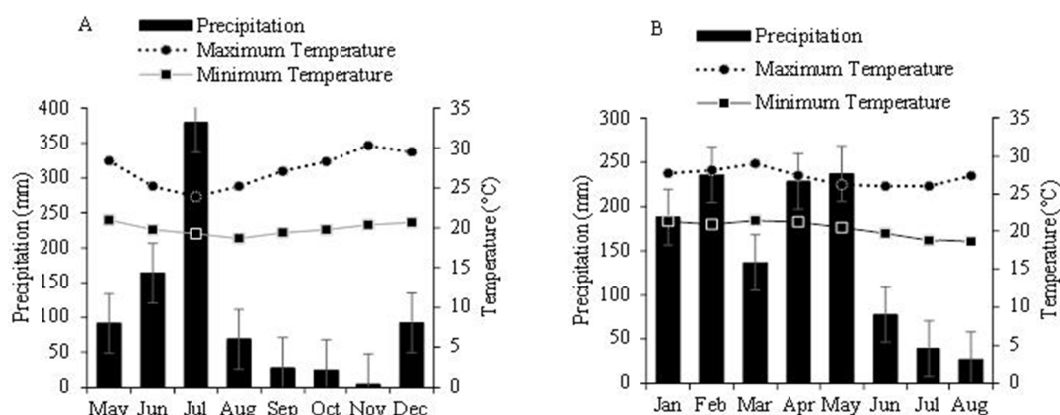 A
Precipitation
Maximum Temperature
Minimum Temperature
Precipitation (mm)
400
350
300
250
200
150
100
50
0
35
30
25
20
15
10
5
0
Temperature (°C)
May Jun Jul Aug Sep Oct Nov Dec
B
Precipitation
Maximum Temperature
Minimum Temperature
Precipitation (mm)
300
250
200
150
100
50
0
35
30
25
20
15
10
5
0
Temperature (°C)
Jan Feb Mar Apr May Jun Jul Aug